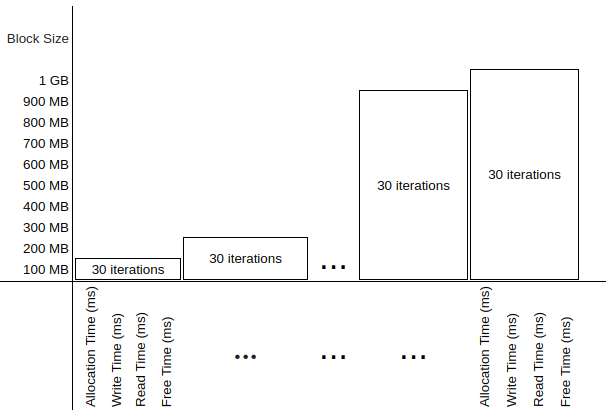 Block Size
1 GB
900 MB
800 MB
700 MB
600 MB
500 MB
400 MB
300 MB
200 MB
100 MB
30 iterations
30 iterations
...
30 iterations
30 iterations
Allocation Time (ms)
Write Time (ms)
Read Time (ms)
Free Time (ms)
...
...
...
Allocation Time (ms)
Write Time (ms)
Read Time (ms)
Free Time (ms)